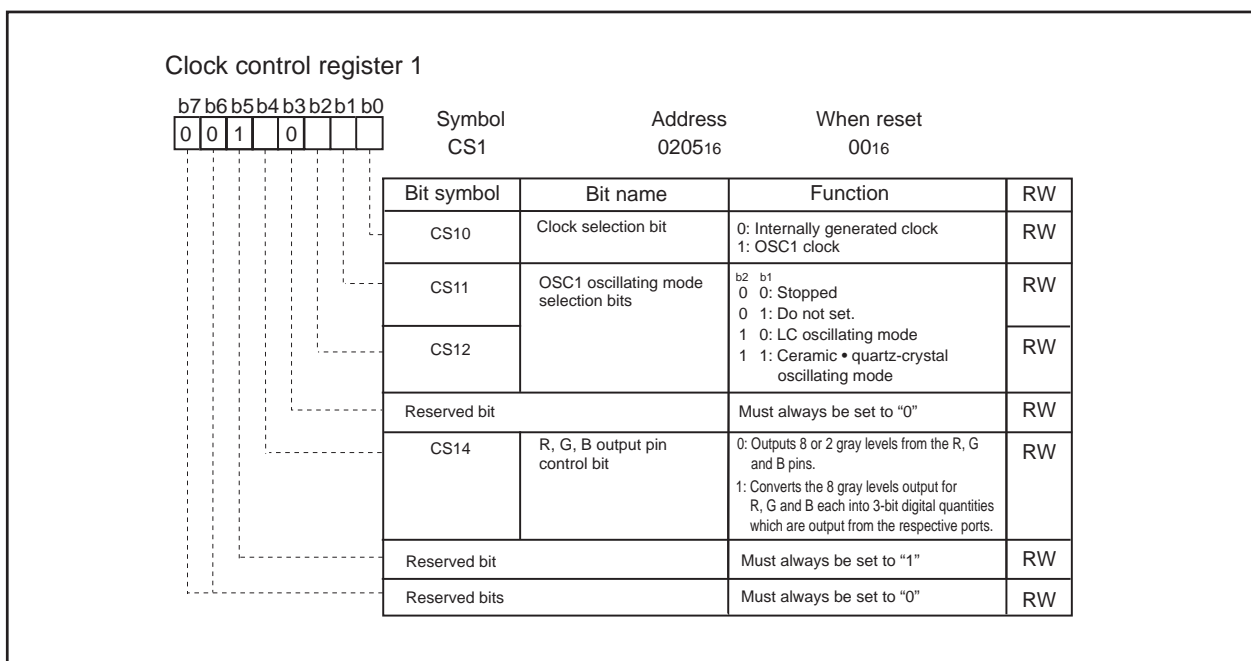 Clock control register 1
b7 b6 b5 b4 b3 b2 b1 b0
0 0 1 0
Symbol Address When reset
CS1 020516 0016
Bit symbol Bit name Function RW
CS10 Clock selection bit 0: Internally generated clock RW
1: OSC1 clock
CS11 OSC1 oscillating mode selection bits b2 b1 RW
0 0: Stopped
0 1: Do not set.
CS12 1 0: LC oscillating mode RW
1 1: Ceramic • quartz-crystal
oscillating mode
Reserved bit Must always be set to “0” RW
CS14 R, G, B output pin control bit 0: Outputs 8 or 2 gray levels from the R, G RW
and B pins.
1: Converts the 8 gray levels output for
R, G and B each into 3-bit digital quantities
which are output from the respective ports.
Reserved bit Must always be set to “1” RW
Reserved bits Must always be set to “0” RW